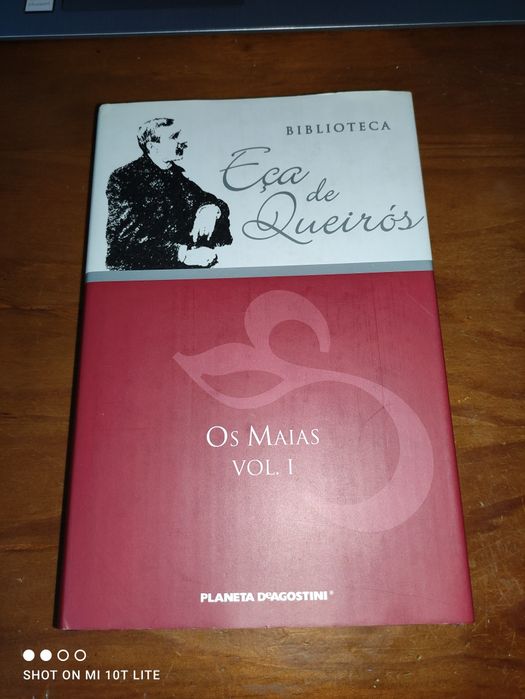 BIBLIOTECA
Eça
de
Queirós
OS MAIAS
VOL. I
PLANETA DEAGOSTINI®
SHOT ON MI 10T LITE